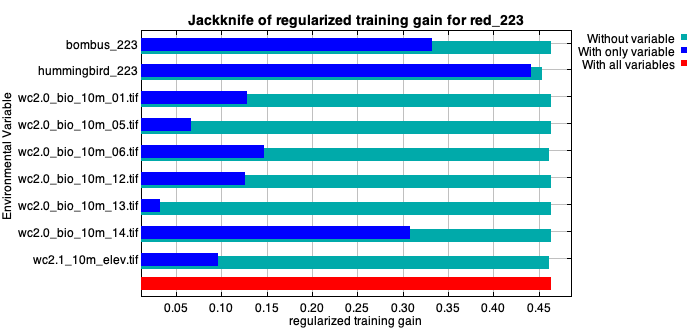 Jackknife of regularized training gain for red_223
Without variable
With only variable
With all variables
Environmental Variable
bombus_223
hummingbird_223
wc2.0_bio_10m_01.tif
wc2.0_bio_10m_05.tif
wc2.0_bio_10m_06.tif
wc2.0_bio_10m_12.tif
wc2.0_bio_10m_13.tif
wc2.0_bio_10m_14.tif
wc2.1_10m_elev.tif
0.05 0.10 0.15 0.20 0.25 0.30 0.35 0.40 0.45
regularized training gain